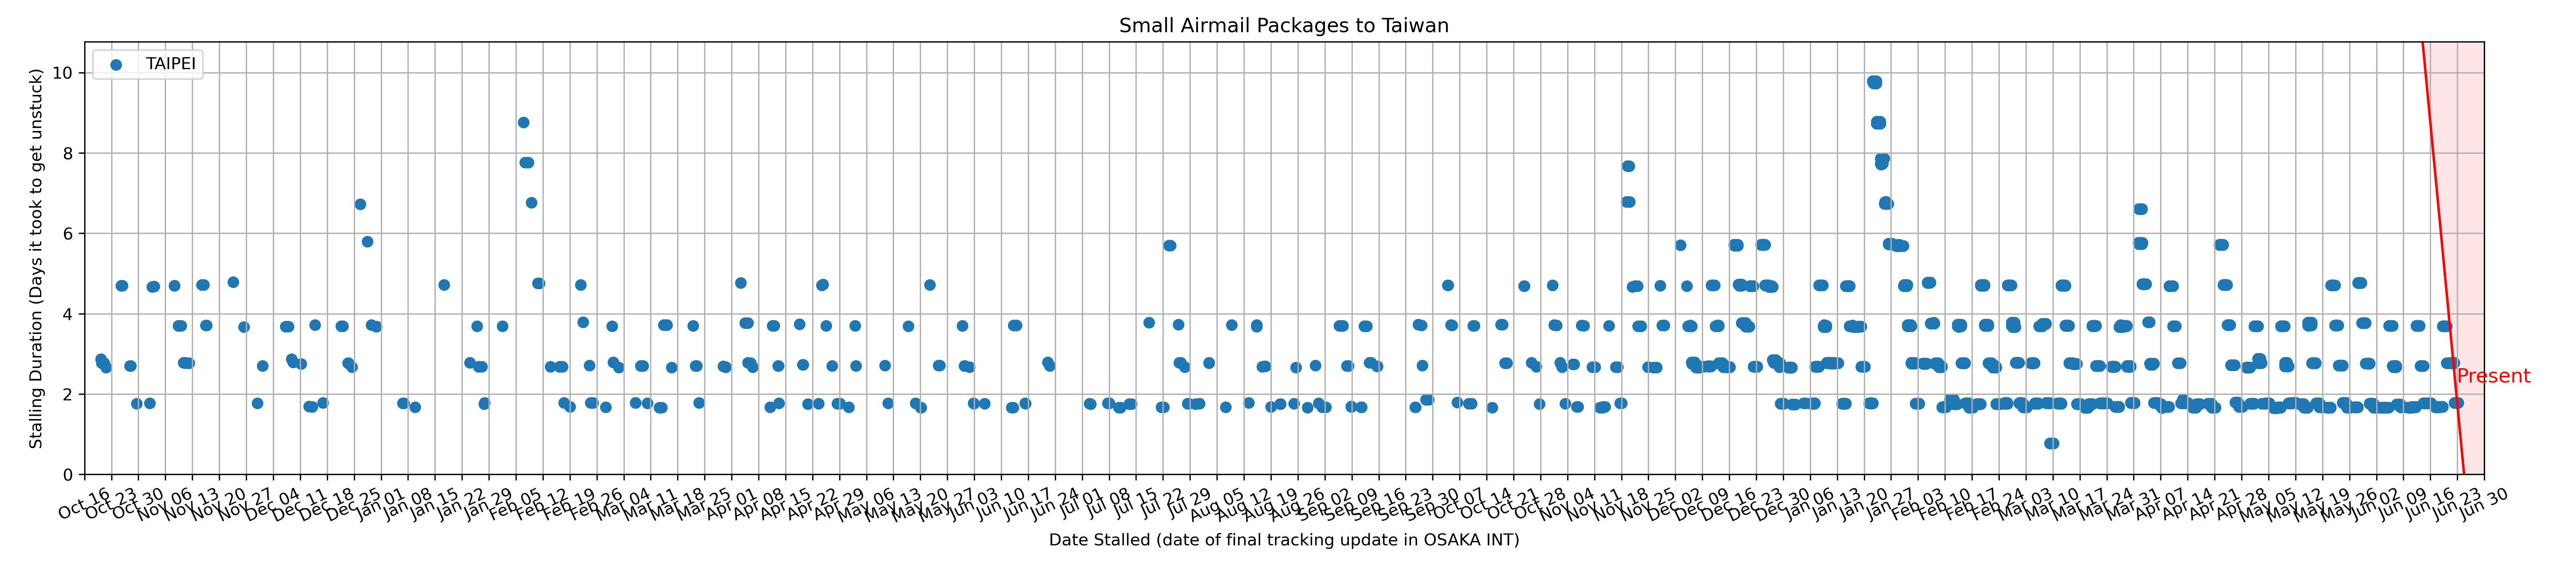 Small Airmail Packages to Taiwan
TAIPEI
Stalling Duration (Days it took to get unstuck)
10
8
6
4
2
0
Present
Oct 16
Oct 23
Oct 30
Nov 06
Nov 13
Nov 20
Nov 27
Dec 04
Dec 11
Dec 18
Dec 25
Jan 01
Jan 08
Jan 15
Jan 22
Jan 29
Feb 05
Feb 12
Feb 19
Feb 26
Mar 04
Mar 11
Mar 18
Mar 25
Apr 01
Apr 08
Apr 15
Apr 22
Apr 29
May 06
May 13
May 20
May 27
Jun 03
Jun 10
Jun 17
Jun 24
Jul 01
Jul 08
Jul 15
Jul 22
Jul 29
Aug 05
Aug 12
Aug 19
Aug 26
Sep 02
Sep 09
Sep 16
Sep 23
Sep 30
Oct 07
Oct 14
Oct 21
Oct 28
Nov 04
Nov 11
Nov 18
Nov 25
Dec 02
Dec 09
Dec 16
Dec 23
Dec 30
Jan 06
Jan 13
Jan 20
Jan 27
Feb 03
Feb 10
Feb 17
Feb 24
Mar 03
Mar 10
Mar 17
Mar 24
Mar 31
Apr 07
Apr 14
Apr 21
Apr 28
May 05
May 12
May 19
May 26
Jun 02
Jun 09
Jun 16
Jun 23
Jun 30
Date Stalled (date of final tracking update in OSAKA INT)